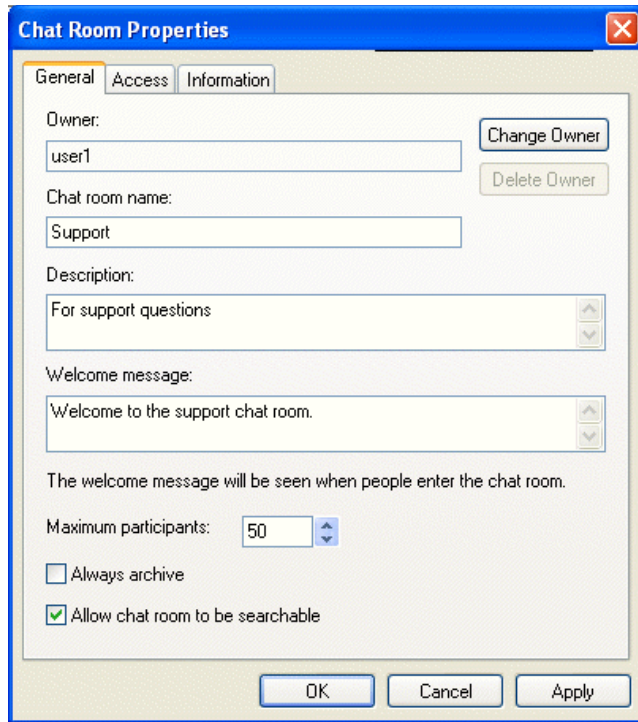 Chat Room Properties
General Access Information
Owner:
Change Owner
user1
Delete Owner
Chat room name:
Support
Description:
For support questions
Welcome message:
Welcome to the support chat room.
The welcome message will be seen when people enter the chat room.
Maximum participants: 50
Always archive
Allow chat room to be searchable
OK Cancel Apply